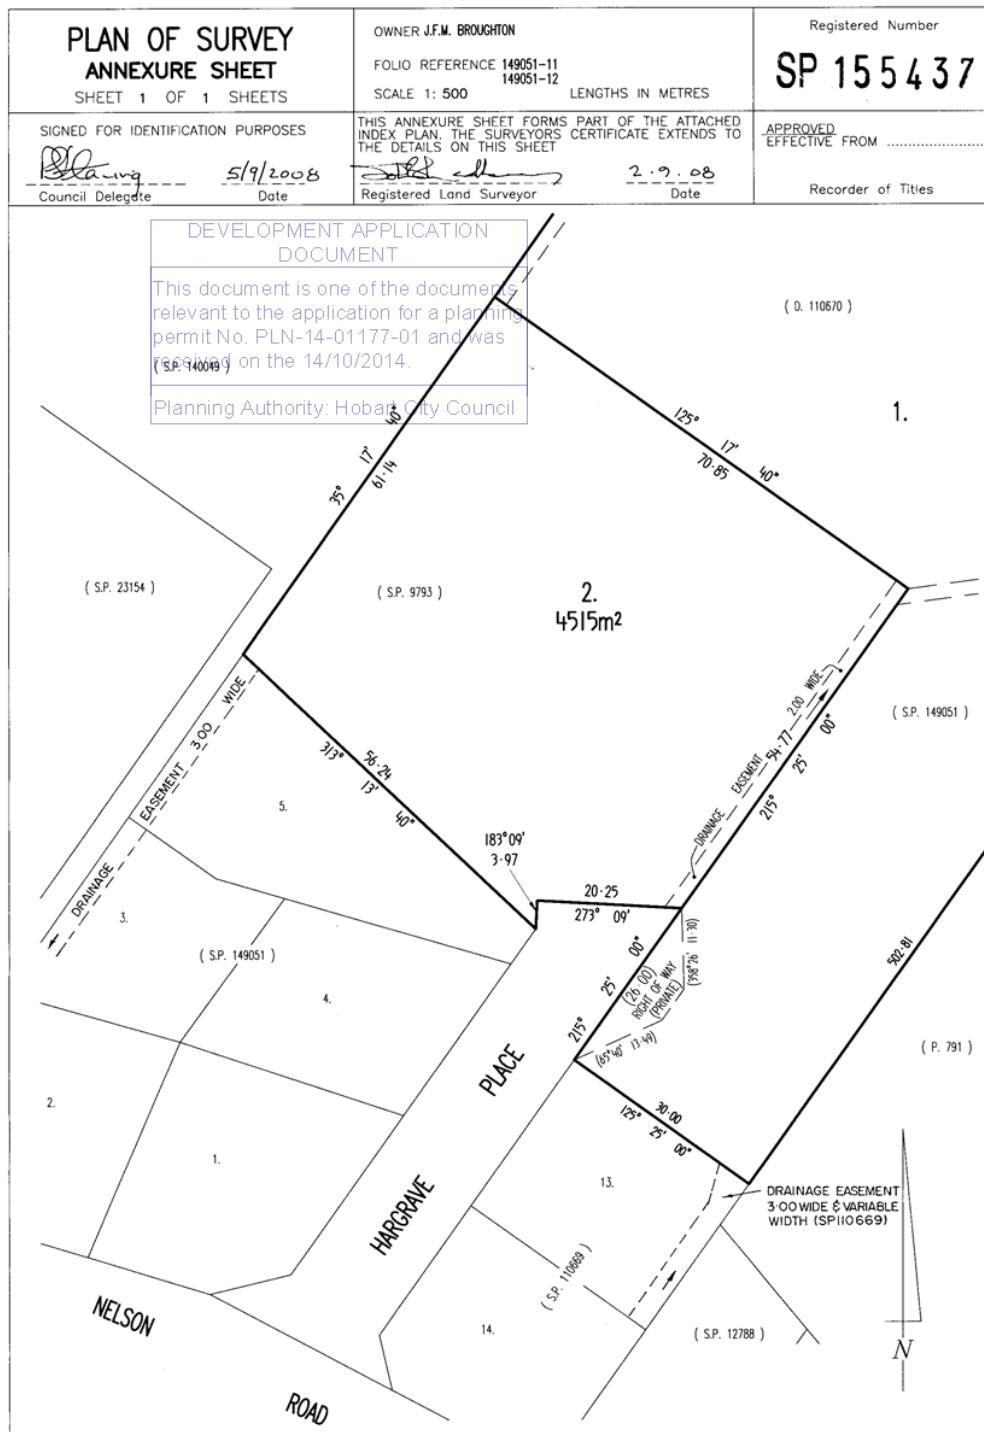 PLAN OF SURVEY
ANNEXURE SHEET
SHEET 1 OF 1 SHEETS
OWNER J.F.M. BROUGHTON
FOLIO REFERENCE 149051-11
149051-12
SCALE 1: 500 LENGTHS IN METRES
Registered Number
SP 155437
SIGNED FOR IDENTIFICATION PURPOSES
5/9/2008
Council Delegate Date
THIS ANNEXURE SHEET FORMS PART OF THE ATTACHED
INDEX PLAN. THE SURVEYORS CERTIFICATE EXTENDS TO
THE DETAILS ON THIS SHEET
2.9.08
Registered Land Surveyor Date
APPROVED
EFFECTIVE FROM ......................
Recorder of Titles
DEVELOPMENT APPLICATION
DOCUMENT
This document is one of the documents
relevant to the application for a planning
permit No. PLN-14-01177-01 and was
received on the 14/10/2014.
(S.P. 140049)
Planning Authority: Hobart City Council
( D. 110670 )
1.
125° 17' 40"
70·85
35° 17' 40"
61·14
( S.P. 23154 )
( S.P. 9793 )
2.
4515m²
DRAINAGE EASEMENT 2.00 WIDE
54·77
215° 25' 00"
( S.P. 149051 )
DRAINAGE EASEMENT 3·00 WIDE
56·24
313° 13' 40"
5.
183°09'
3·97
20·25
273° 09'
3.
( S.P. 149051 )
4.
215° 25' 00"
(26·00)
RIGHT OF WAY
(PRIVATE)
(358°26' 11·30)
(65°40' 13·49)
502·81
( P. 791 )
2.
1.
HARGRAVE PLACE
30·00
125° 25' 00"
13.
DRAINAGE EASEMENT
3·00 WIDE & VARIABLE
WIDTH (SP110669)
( S.P. 110669 )
14.
( S.P. 12788 )
N
NELSON ROAD